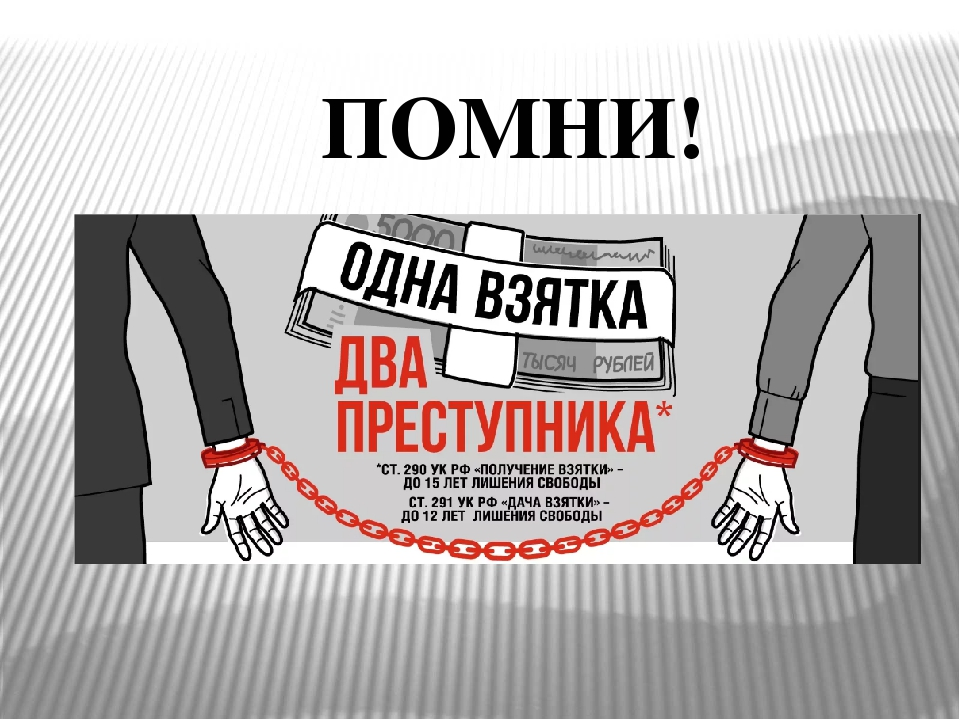 ПОМНИ!
5000
ОДНА ВЗЯТКА
ТЫСЯЧ РУБЛЕЙ
ДВА
ПРЕСТУПНИКА*
*СТ. 290 УК РФ «ПОЛУЧЕНИЕ ВЗЯТКИ» –
ДО 15 ЛЕТ ЛИШЕНИЯ СВОБОДЫ
СТ. 291 УК РФ «ДАЧА ВЗЯТКИ» –
ДО 12 ЛЕТ ЛИШЕНИЯ СВОБОДЫ